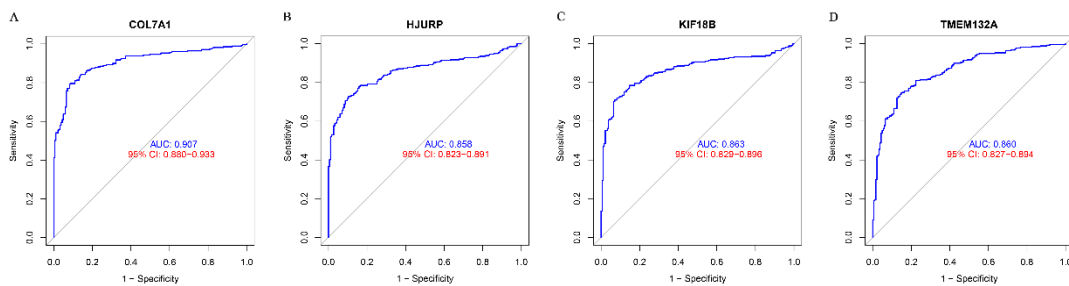 A
COL7A1
Sensitivity
1.0
0.8
0.6
0.4
0.2
0.0
AUC: 0.907
95% CI: 0.880−0.933
0.0 0.2 0.4 0.6 0.8 1.0
1 − Specificity
B
HJURP
Sensitivity
1.0
0.8
0.6
0.4
0.2
0.0
AUC: 0.858
95% CI: 0.823−0.891
0.0 0.2 0.4 0.6 0.8 1.0
1 − Specificity
C
KIF18B
Sensitivity
1.0
0.8
0.6
0.4
0.2
0.0
AUC: 0.863
95% CI: 0.829−0.896
0.0 0.2 0.4 0.6 0.8 1.0
1 − Specificity
D
TMEM132A
Sensitivity
1.0
0.8
0.6
0.4
0.2
0.0
AUC: 0.860
95% CI: 0.827−0.894
0.0 0.2 0.4 0.6 0.8 1.0
1 − Specificity